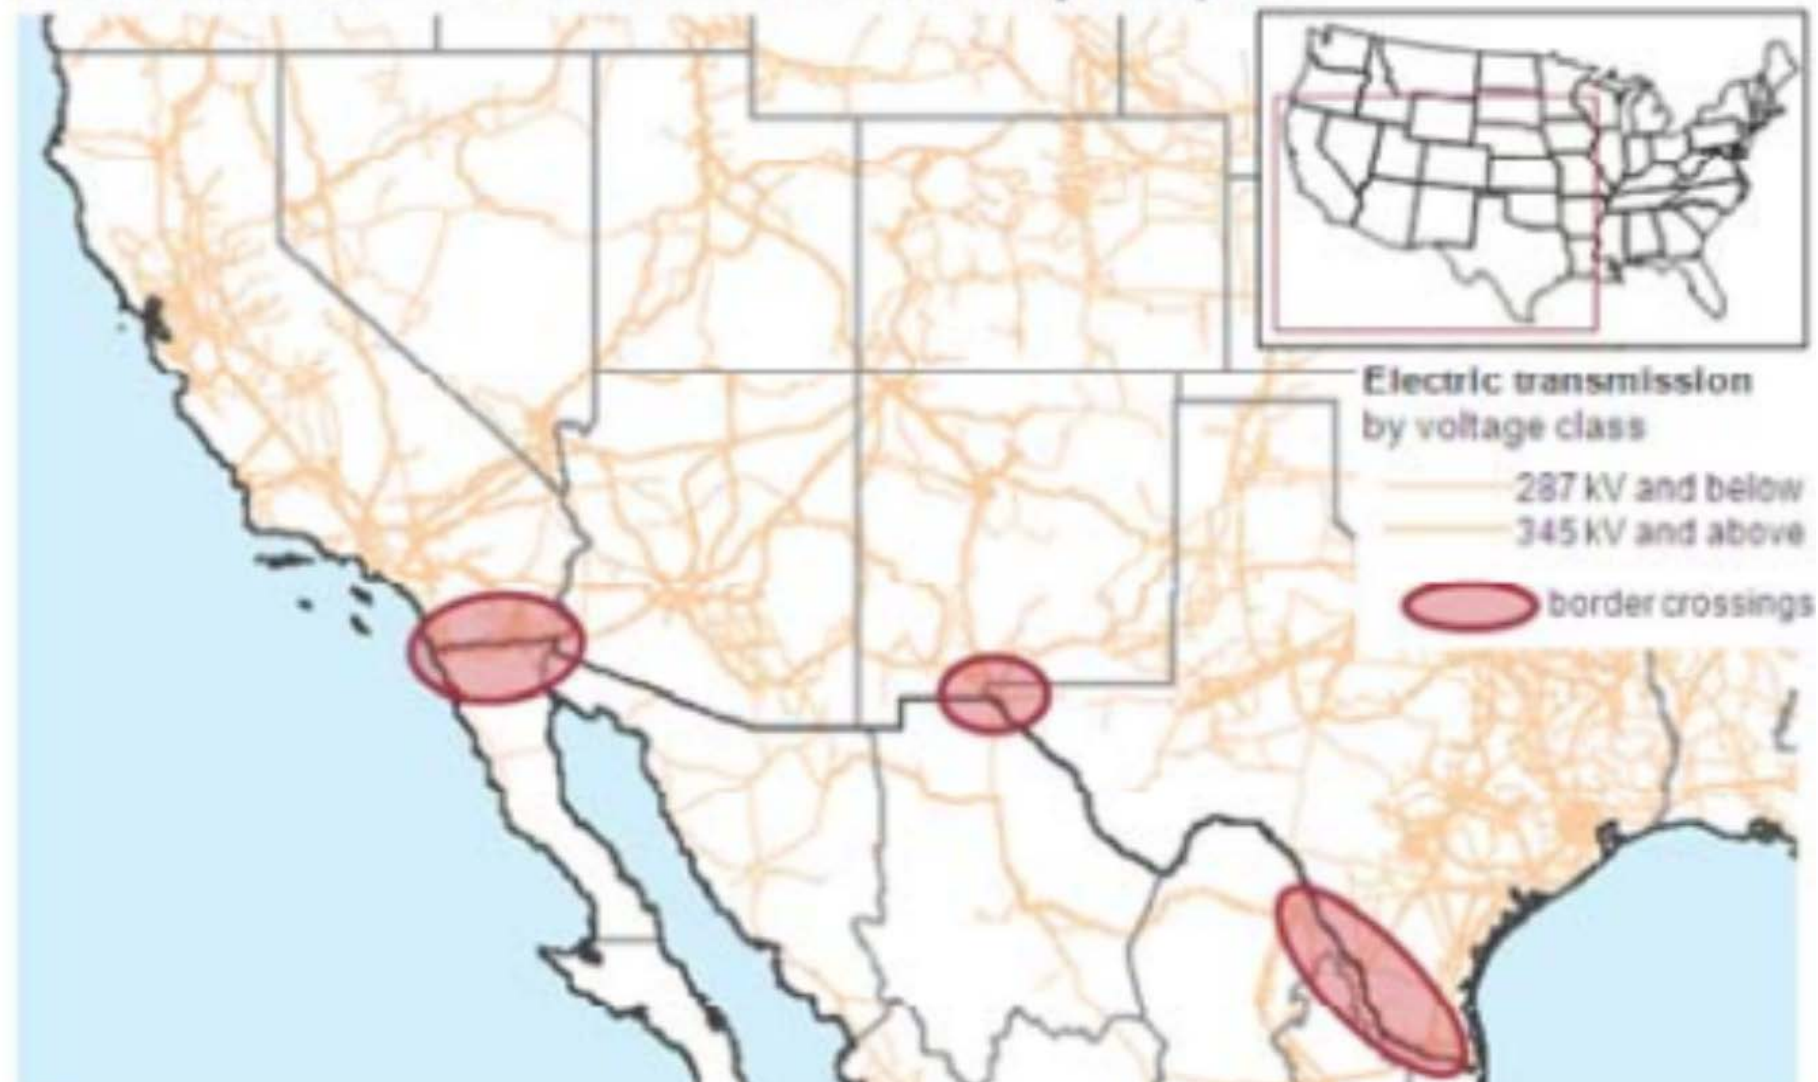 Electric transmission
by voltage class
287 kV and below
345 kV and above
border crossings